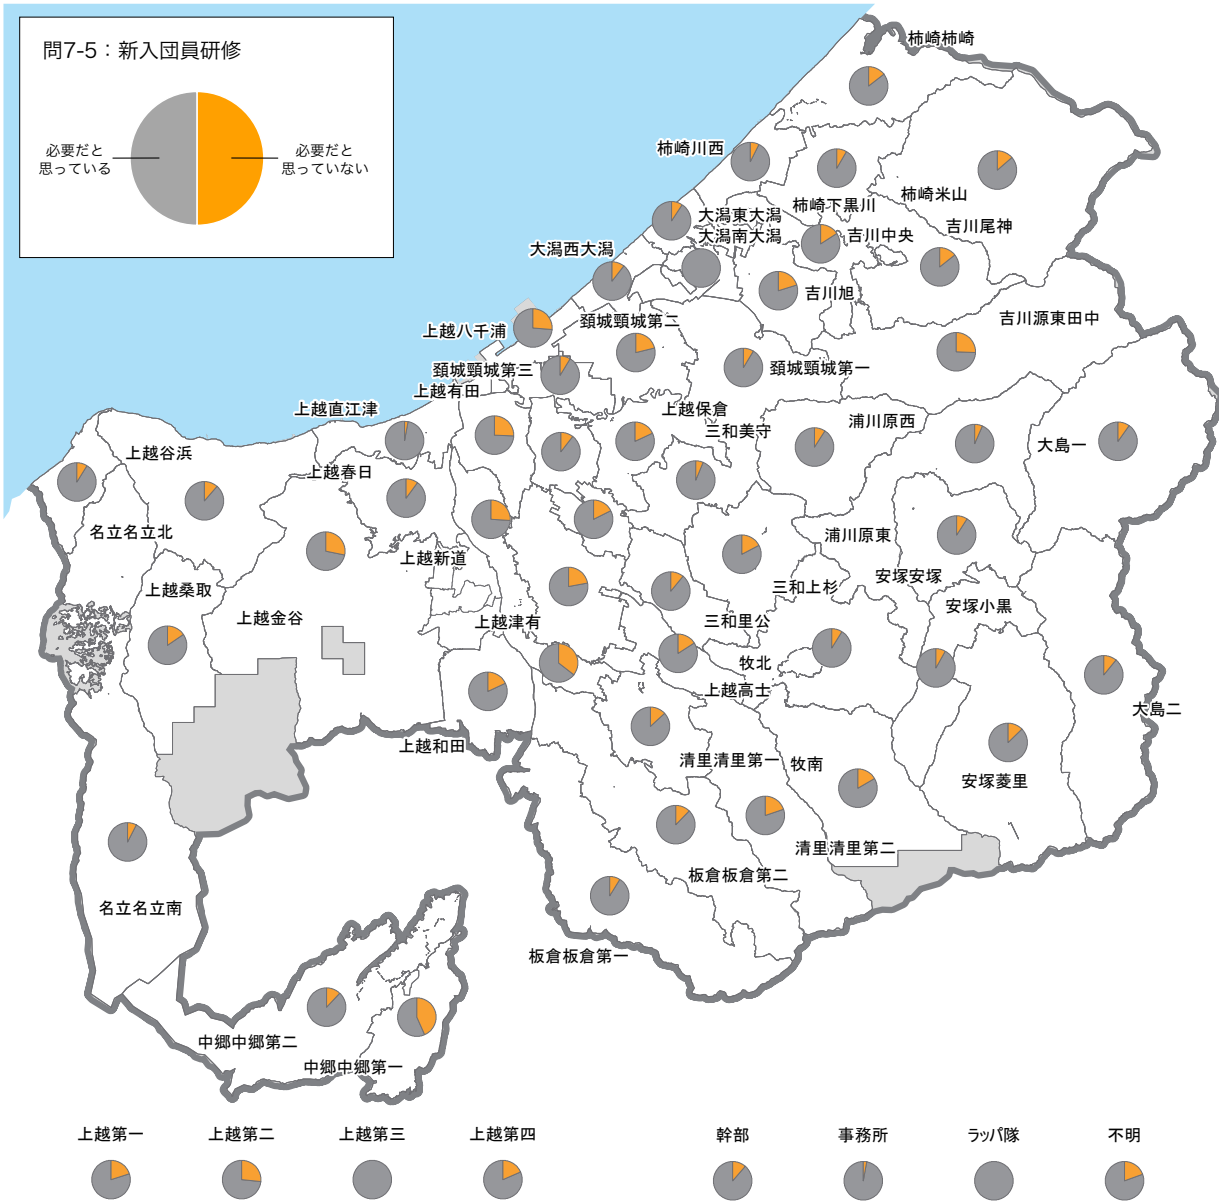 問7-5：新入団員研修
必要だと
思っている
必要だと
思っていない
柿崎柿崎
柿崎川西
柿崎下黒川
柿崎米山
大潟東大潟
大潟南大潟
吉川中央
吉川尾神
大潟西大潟
吉川旭
吉川源東田中
上越八千浦
頚城頸城第二
頚城頸城第三
頚城頸城第一
上越有田
上越直江津
上越保倉
三和美守
浦川原西
大島一
上越谷浜
上越春日
名立名立北
浦川原東
上越新道
安塚安塚
上越桑取
三和上杉
安塚小黒
上越金谷
上越津有
三和里公
牧北
上越高士
大島二
上越和田
清里清里第一
牧南
安塚菱里
清里清里第二
板倉板倉第二
名立名立南
板倉板倉第一
中郷中郷第二
中郷中郷第一
上越第一
上越第二
上越第三
上越第四
幹部
事務所
ラッパ隊
不明